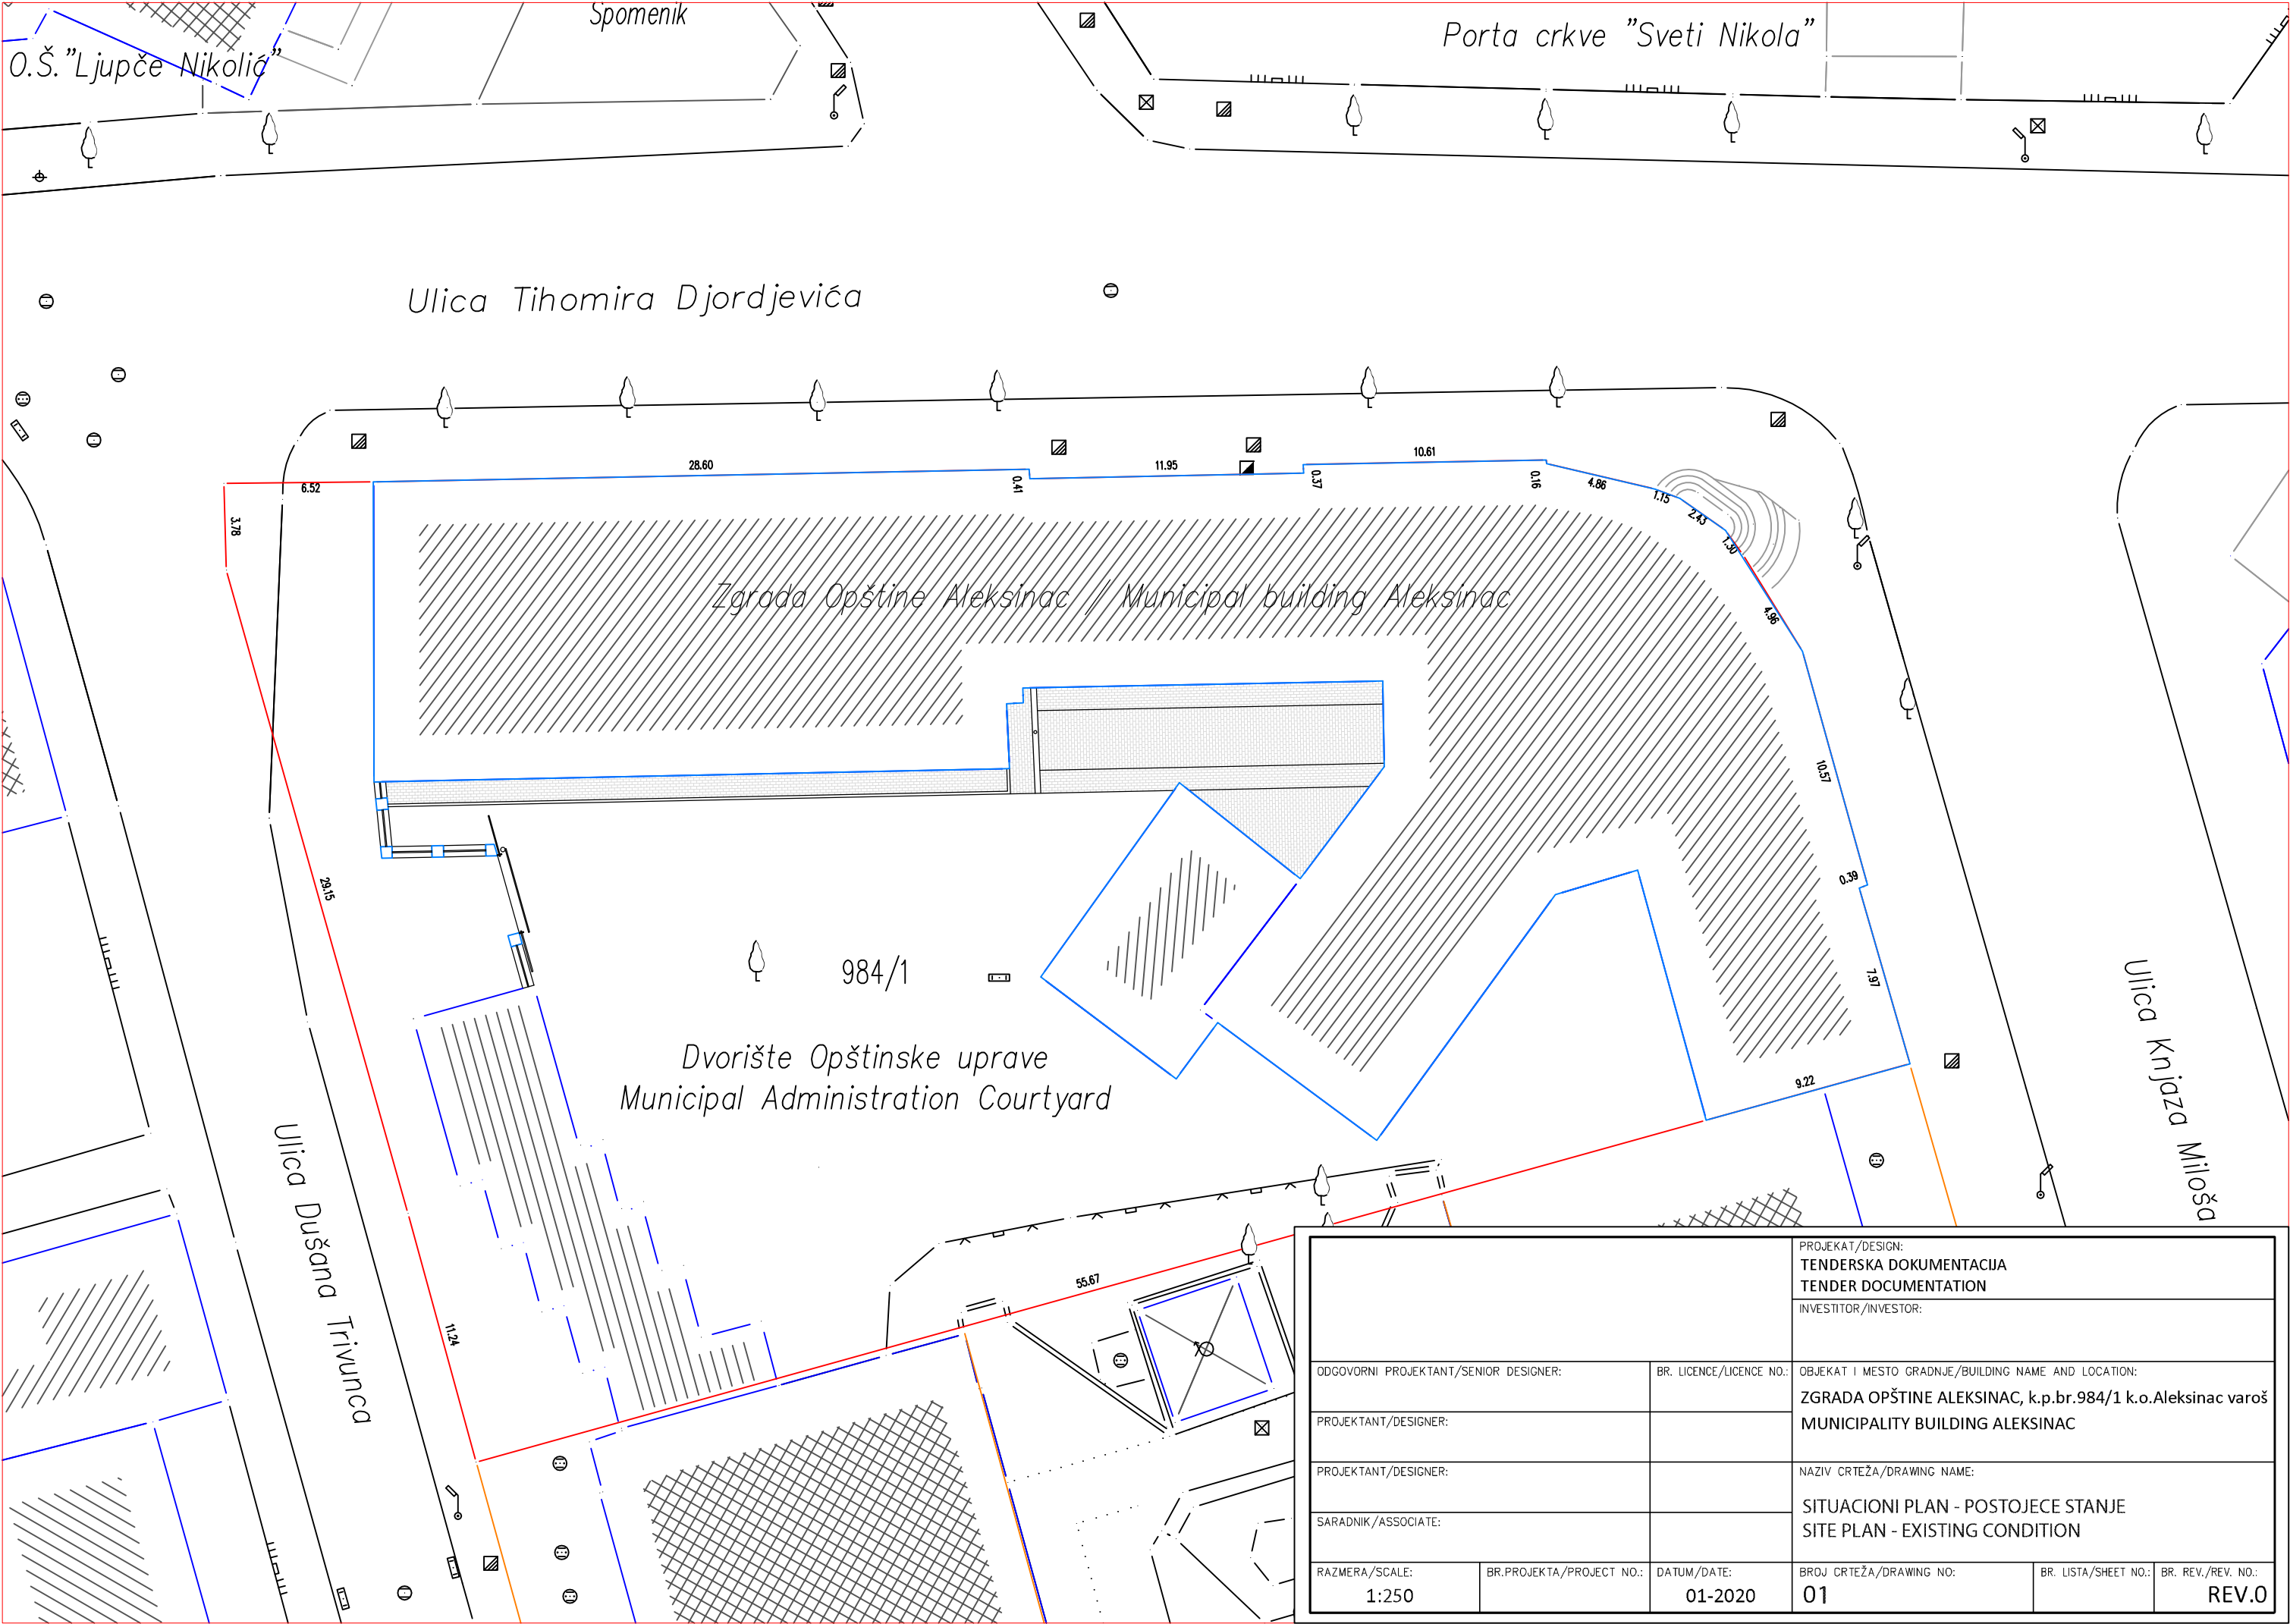 Spomenik
O.Š."Ljupče Nikolić"
Porta crkve "Sveti Nikola"
Ulica Tihomira Djordjevića
28.60
11.95
10.61
6.52
0.41
0.37
0.16
4.86
1.15
2.43
1.30
3.78
4.96
Zgrada Opštine Aleksinac // Municipal building Aleksinac
10.57
29.15
0.39
7.97
984/1
Dvorište Opštinske uprave
Municipal Administration Courtyard
9.22
Ulica Knjaza Miloša
Ulica Dušana Trivunca
55.67
11.24
PROJEKAT/DESIGN:
TENDERSKA DOKUMENTACIJA
TENDER DOCUMENTATION
INVESTITOR/INVESTOR:
ODGOVORNI PROJEKTANT/SENIOR DESIGNER:
BR. LICENCE/LICENCE NO.:
OBJEKAT I MESTO GRADNJE/BUILDING NAME AND LOCATION:
ZGRADA OPŠTINE ALEKSINAC, k.p.br.984/1 k.o.Aleksinac varoš
MUNICIPALITY BUILDING ALEKSINAC
PROJEKTANT/DESIGNER:
PROJEKTANT/DESIGNER:
NAZIV CRTEŽA/DRAWING NAME:
SITUACIONI PLAN - POSTOJECE STANJE
SITE PLAN - EXISTING CONDITION
SARADNIK/ASSOCIATE:
RAZMERA/SCALE:
1:250
BR.PROJEKTA/PROJECT NO.:
DATUM/DATE:
01-2020
BROJ CRTEŽA/DRAWING NO:
01
BR. LISTA/SHEET NO.:
BR. REV./REV. NO.:
REV.0